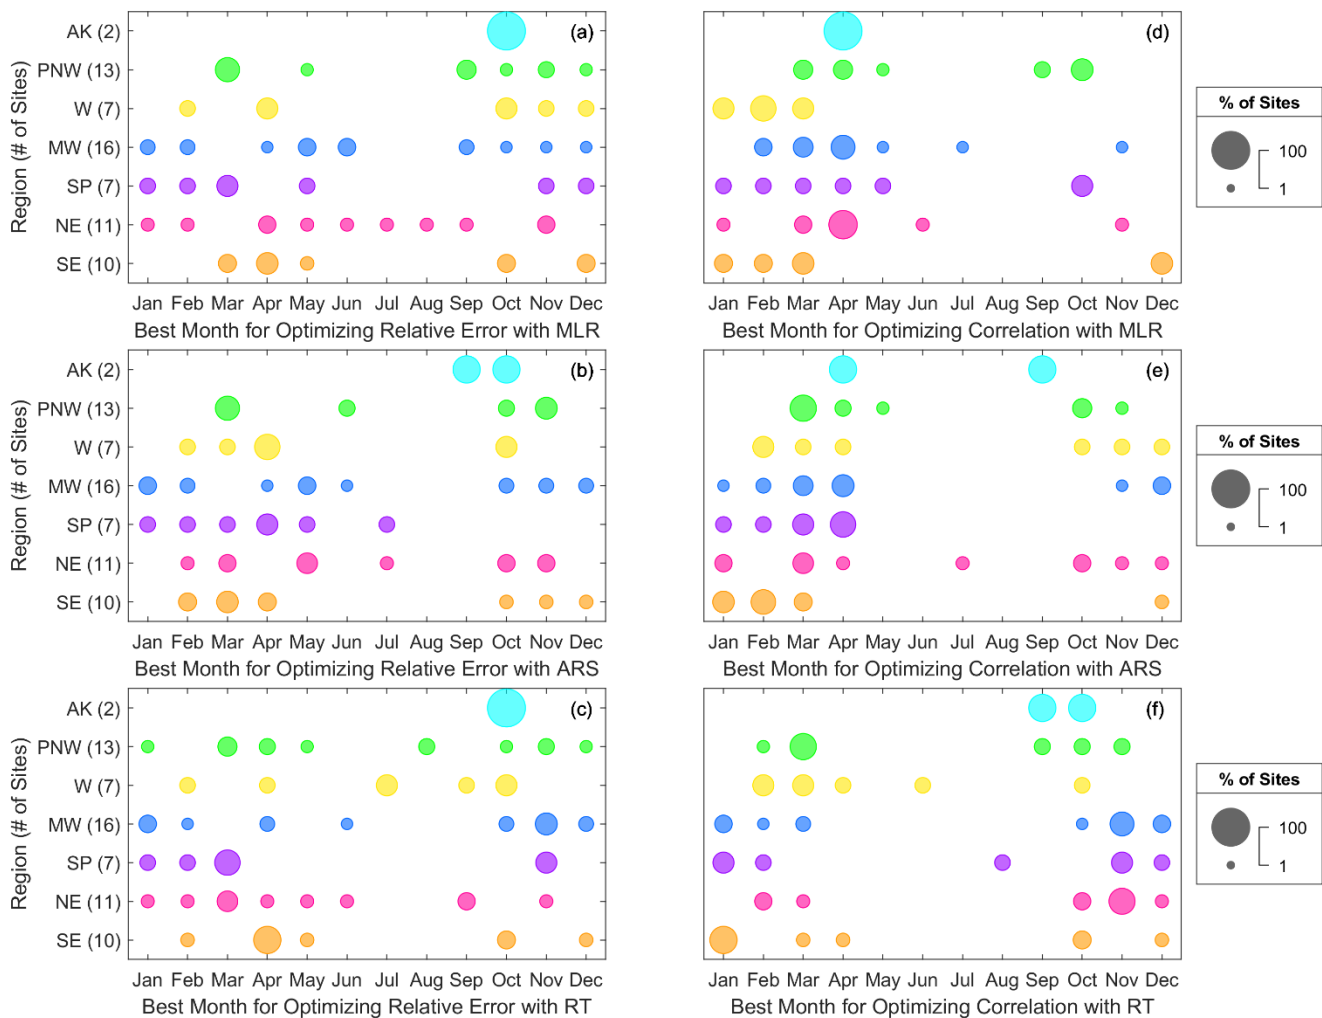 (a)
AK (2)
PNW (13)
W (7)
MW (16)
SP (7)
NE (11)
SE (10)
Region (# of Sites)
Jan Feb Mar Apr May Jun Jul Aug Sep Oct Nov Dec
Best Month for Optimizing Relative Error with MLR
(d)
Jan Feb Mar Apr May Jun Jul Aug Sep Oct Nov Dec
Best Month for Optimizing Correlation with MLR
% of Sites
100
1
(b)
AK (2)
PNW (13)
W (7)
MW (16)
SP (7)
NE (11)
SE (10)
Region (# of Sites)
Jan Feb Mar Apr May Jun Jul Aug Sep Oct Nov Dec
Best Month for Optimizing Relative Error with ARS
(e)
Jan Feb Mar Apr May Jun Jul Aug Sep Oct Nov Dec
Best Month for Optimizing Correlation with ARS
% of Sites
100
1
(c)
AK (2)
PNW (13)
W (7)
MW (16)
SP (7)
NE (11)
SE (10)
Region (# of Sites)
Jan Feb Mar Apr May Jun Jul Aug Sep Oct Nov Dec
Best Month for Optimizing Relative Error with RT
(f)
Jan Feb Mar Apr May Jun Jul Aug Sep Oct Nov Dec
Best Month for Optimizing Correlation with RT
% of Sites
100
1